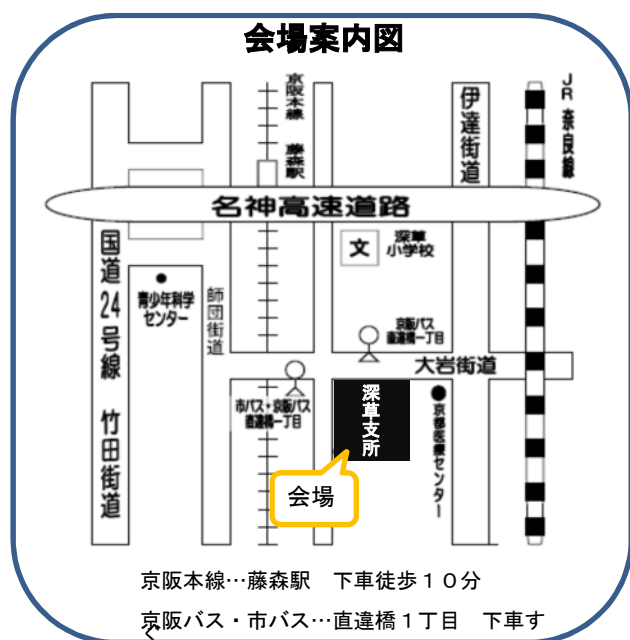 会場案内図
京阪本線 藤森駅
伊達街道
JR奈良線
名神高速道路
国道24号線 竹田街道
文
深草
小学校
青少年科学
センター
師団街道
京阪バス
直違橋一丁目
大岩街道
市バス・京阪バス
直違橋一丁目
深草支所
京都医療センター
会場
京阪本線…藤森駅 下車徒歩10分
京阪バス・市バス…直違橋1丁目 下車す
ぐ